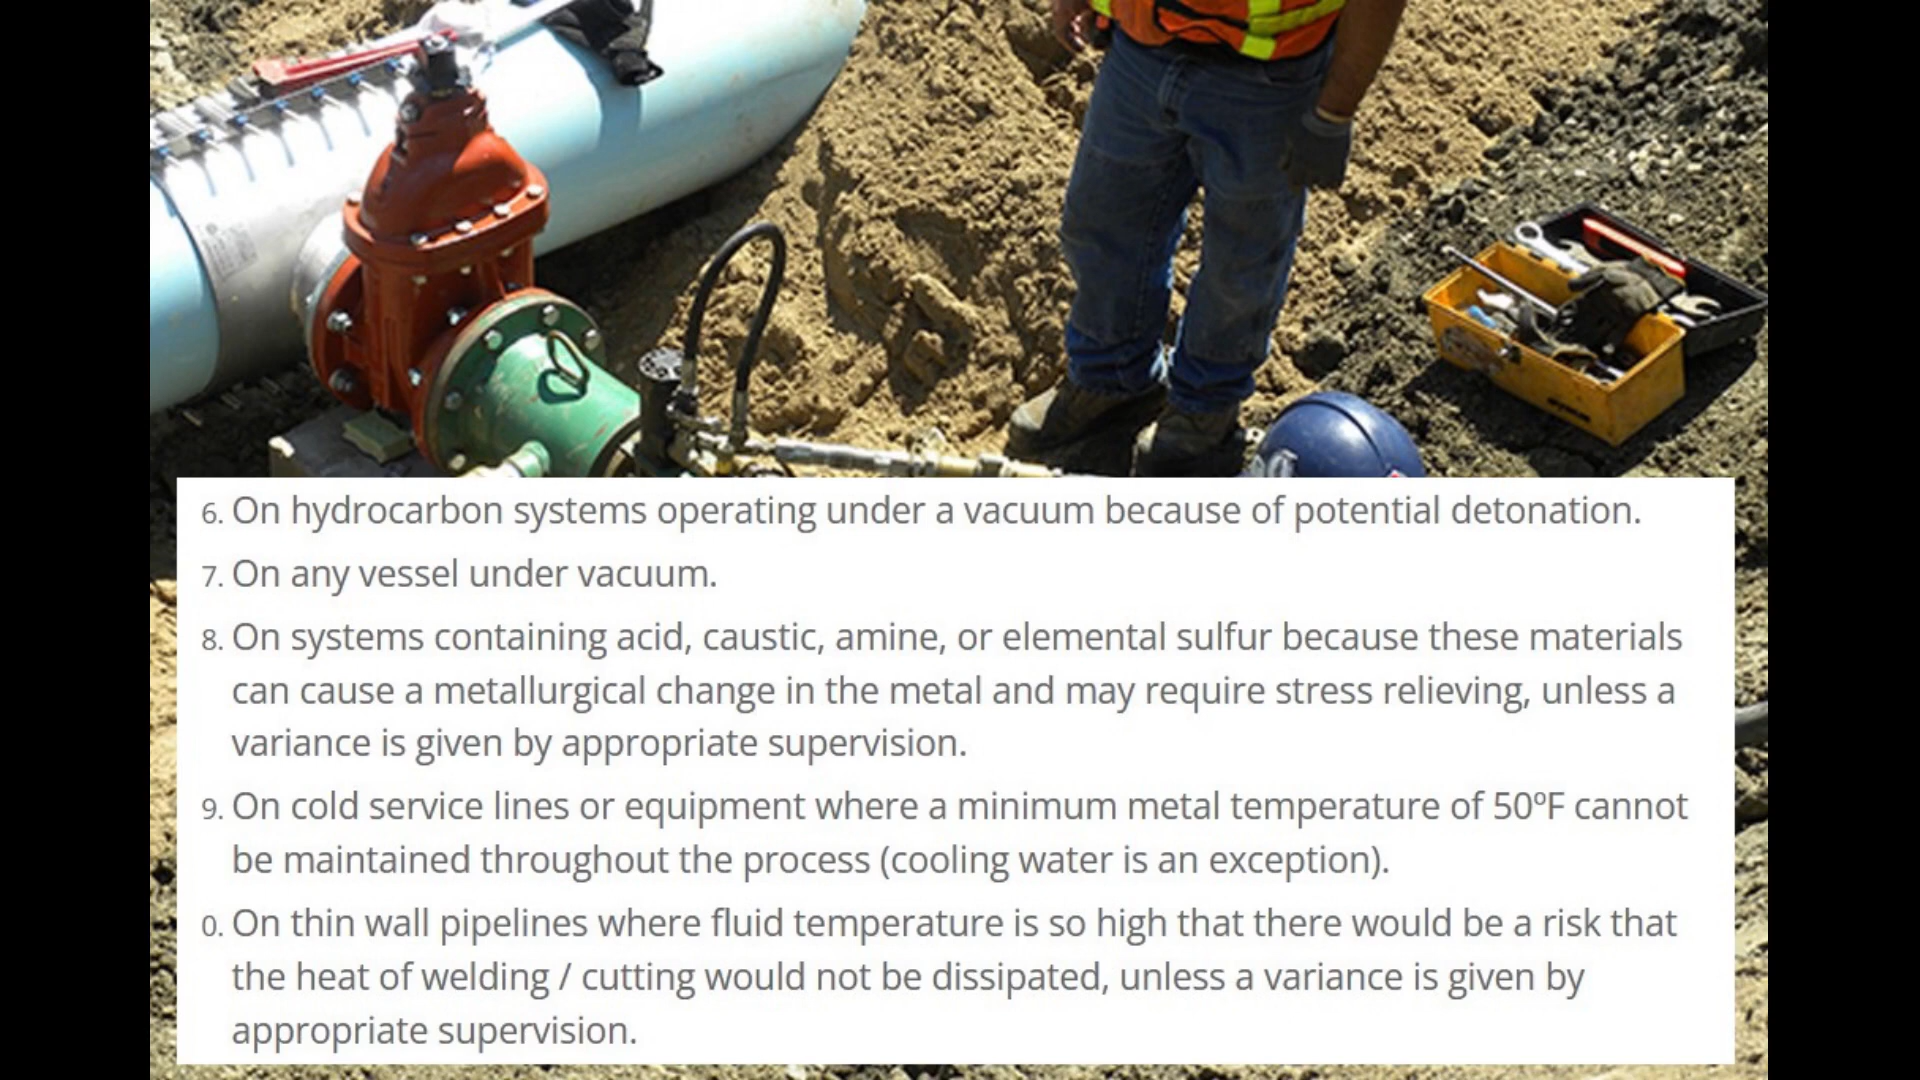 6. On hydrocarbon systems operating under a vacuum because of potential detonation.
7. On any vessel under vacuum.
8. On systems containing acid, caustic, amine, or elemental sulfur because these materials
can cause a metallurgical change in the metal and may require stress relieving, unless a
variance is given by appropriate supervision.
9. On cold service lines or equipment where a minimum metal temperature of 50ºF cannot
be maintained throughout the process (cooling water is an exception).
0. On thin wall pipelines where fluid temperature is so high that there would be a risk that
the heat of welding / cutting would not be dissipated, unless a variance is given by
appropriate supervision.